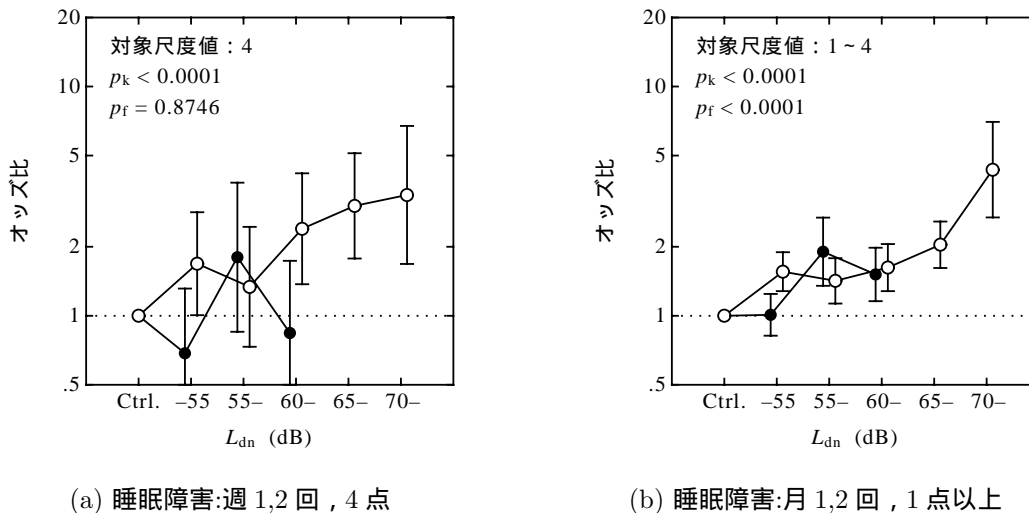 20
10
5
2
1
.5
オッズ比
対象尺度値：4
pk < 0.0001
pf = 0.8746
Ctrl. –55 55– 60– 65– 70–
Ldn (dB)
(a) 睡眠障害:週 1,2 回，4 点
20
10
5
2
1
.5
オッズ比
対象尺度値：1 ~ 4
pk < 0.0001
pf < 0.0001
Ctrl. –55 55– 60– 65– 70–
Ldn (dB)
(b) 睡眠障害:月 1,2 回，1 点以上